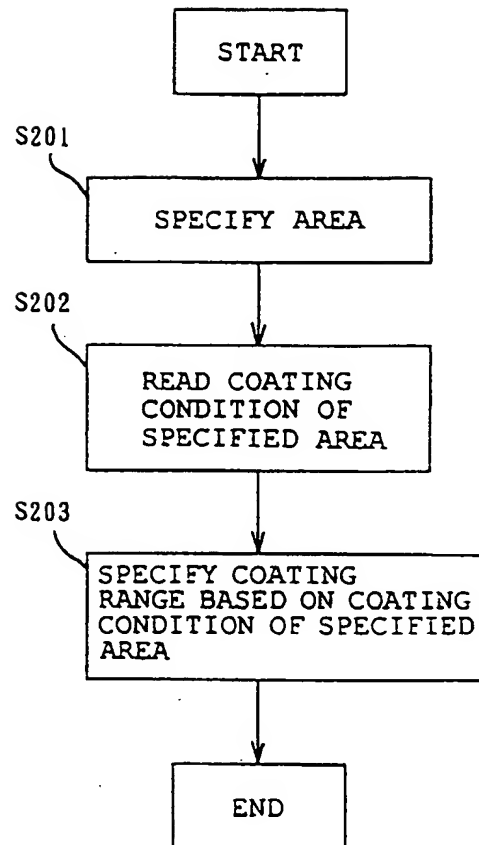 START
S201
SPECIFY AREA
S202
READ COATING
CONDITION OF
SPECIFIED AREA
S203
SPECIFY COATING
RANGE BASED ON COATING
CONDITION OF SPECIFIED
AREA
END